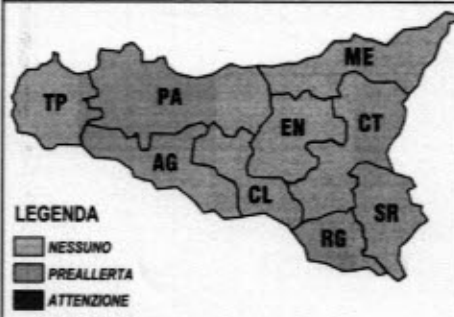 ME
TP
PA
CT
EN
AG
CL
SR
RG
LEGENDA
NESSUNO
PREALLERTA
ATTENZIONE